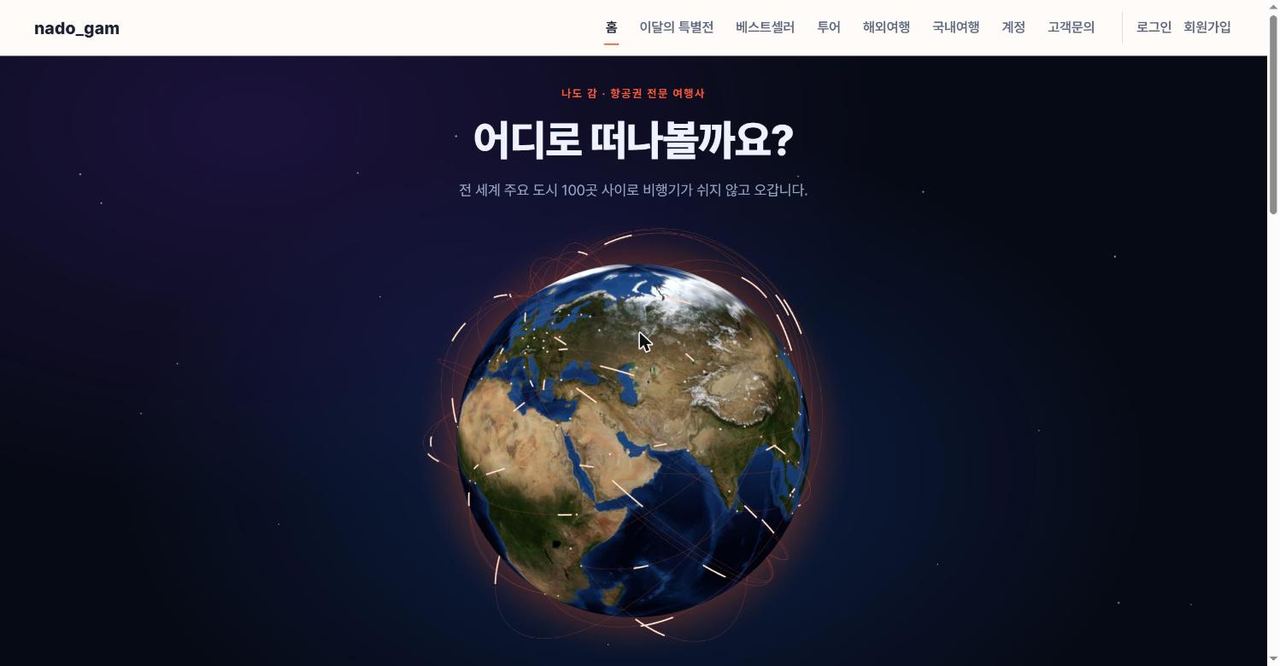 nado_gam
홈 이달의 특별전 베스트셀러 투어 해외여행 국내여행 계정 고객문의 로그인 회원가입
나도 감 · 항공권 전문 여행사
어디로 떠나볼까요?
전 세계 주요 도시 100곳 사이로 비행기가 쉬지 않고 오갑니다.